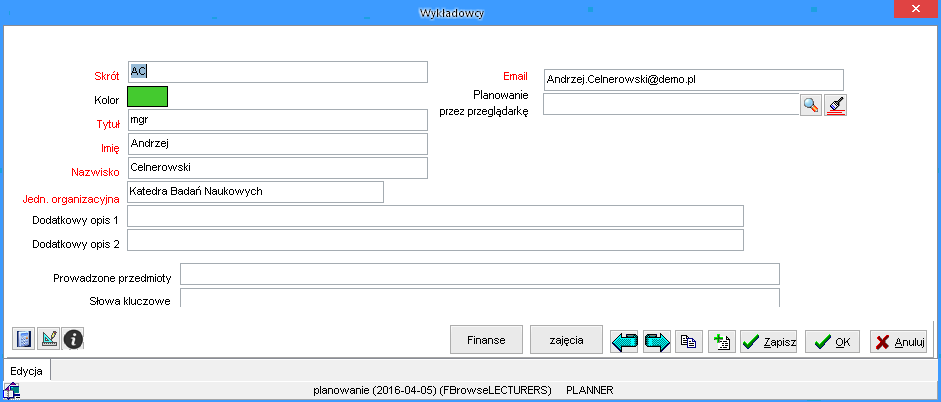 Wykładowcy
Skrót AC
Email Andrzej.Celnerowski@demo.pl
Kolor
Planowanie
przez przeglądarkę
Tytuł mgr
Imię Andrzej
Nazwisko Celnerowski
Jedn. organizacyjna Katedra Badań Naukowych
Dodatkowy opis 1
Dodatkowy opis 2
Prowadzone przedmioty
Słowa kluczowe
Finanse zajęcia Zapisz OK Anuluj
Edycja
planowanie (2016-04-05) (FBrowseLECTURERS) PLANNER